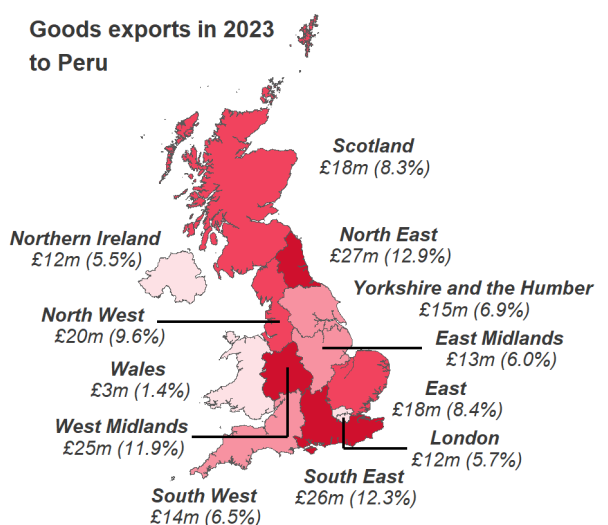 Goods exports in 2023
to Peru
Scotland
£18m (8.3%)
Northern Ireland
£12m (5.5%)
North East
£27m (12.9%)
Yorkshire and the Humber
£15m (6.9%)
North West
£20m (9.6%)
East Midlands
£13m (6.0%)
Wales
£3m (1.4%)
East
£18m (8.4%)
West Midlands
£25m (11.9%)
London
£12m (5.7%)
South East
£26m (12.3%)
South West
£14m (6.5%)